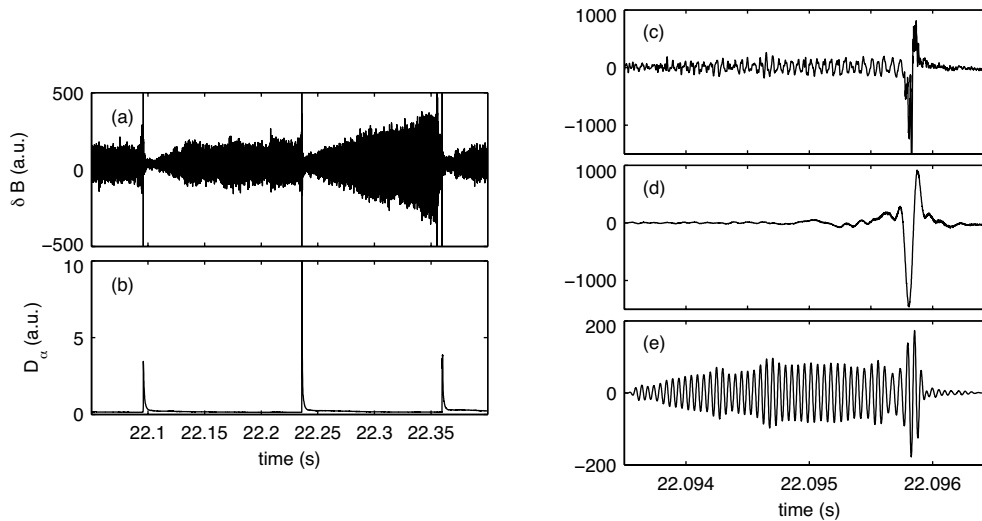 500
0
−500
δ B (a.u.)
(a)
10
5
0
Dα (a.u.)
(b)
22.1
22.15
22.2
22.25
22.3
22.35
time (s)
1000
0
−1000
(c)
1000
0
−1000
(d)
200
0
−200
(e)
22.094
22.095
22.096
time (s)